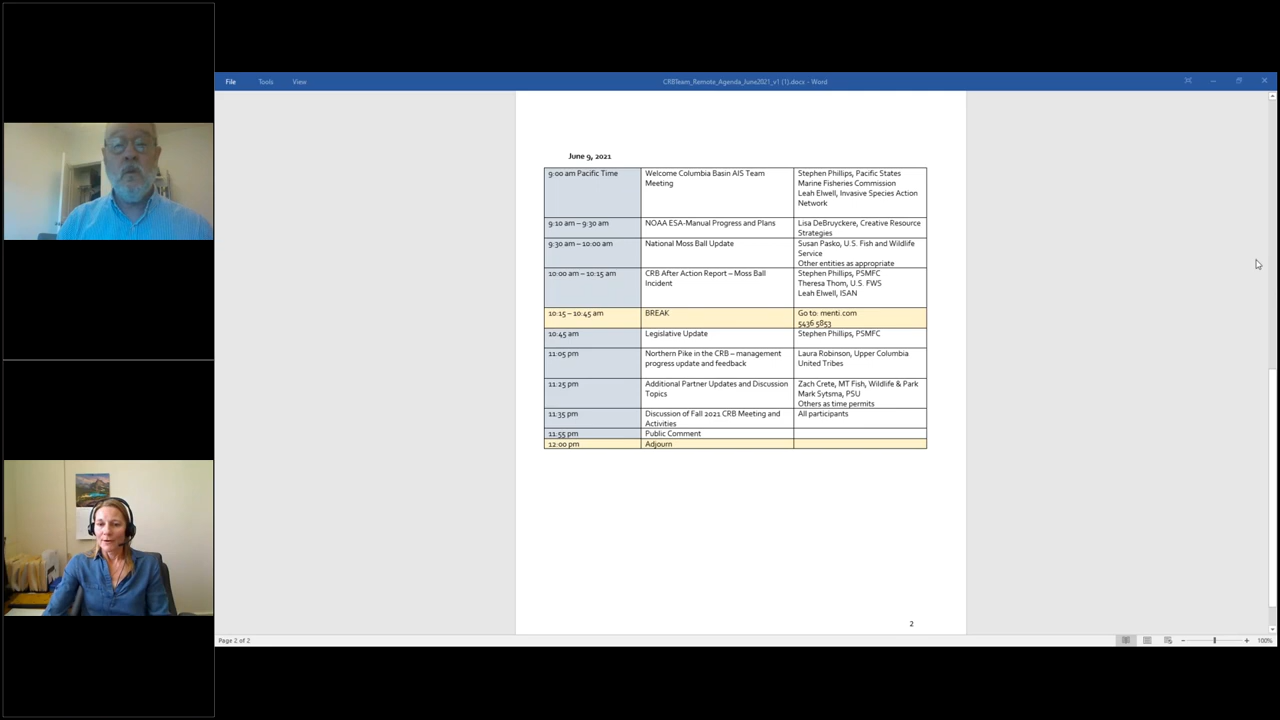 File Tools View CRBTeam_Remote_Agenda_June2021_v1 (1).docx - Word
June 9, 2021
9:00 am Pacific Time Welcome Columbia Basin AIS Team Stephen Phillips, Pacific States
Meeting Marine Fisheries Commission
Leah Elwell, Invasive Species Action
Network
9:10 am – 9:30 am NOAA ESA-Manual Progress and Plans Lisa DeBruyckere, Creative Resource
Strategies
9:30 am – 10:00 am National Moss Ball Update Susan Pasko, U.S. Fish and Wildlife
Service
Other entities as appropriate
10:00 am – 10:15 am CRB After Action Report – Moss Ball Stephen Phillips, PSMFC
Incident Theresa Thom, U.S. FWS
Leah Elwell, ISAN
10:15 – 10:45 am BREAK Go to: menti.com
5436 5853
10:45 am Legislative Update Stephen Phillips, PSMFC
11:05 pm Northern Pike in the CRB – management Laura Robinson, Upper Columbia
progress update and feedback United Tribes
11:25 pm Additional Partner Updates and Discussion Zach Crete, MT Fish, Wildlife & Park
Topics Mark Sytsma, PSU
Others as time permits
11:35 pm Discussion of Fall 2021 CRB Meeting and All participants
Activities
11:55 pm Public Comment
12:00 pm Adjourn
2
Page 2 of 2 100%